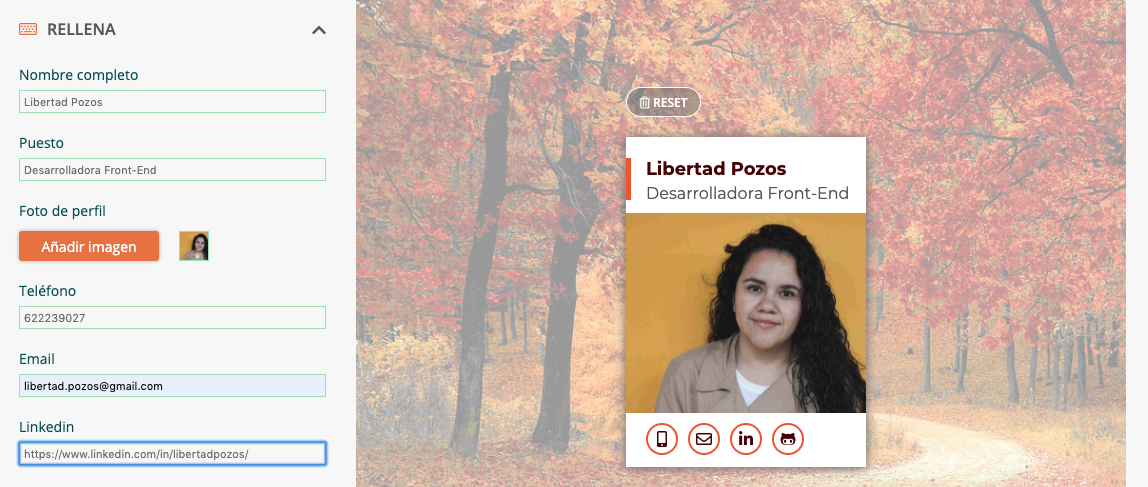 RELLENA
Nombre completo
Libertad Pozos
Puesto
Desarrolladora Front-End
Foto de perfil
Añadir imagen
Teléfono
622239027
Email
libertad.pozos@gmail.com
Linkedin
https://www.linkedin.com/in/libertadpozos/
RESET
Libertad Pozos
Desarrolladora Front-End
in